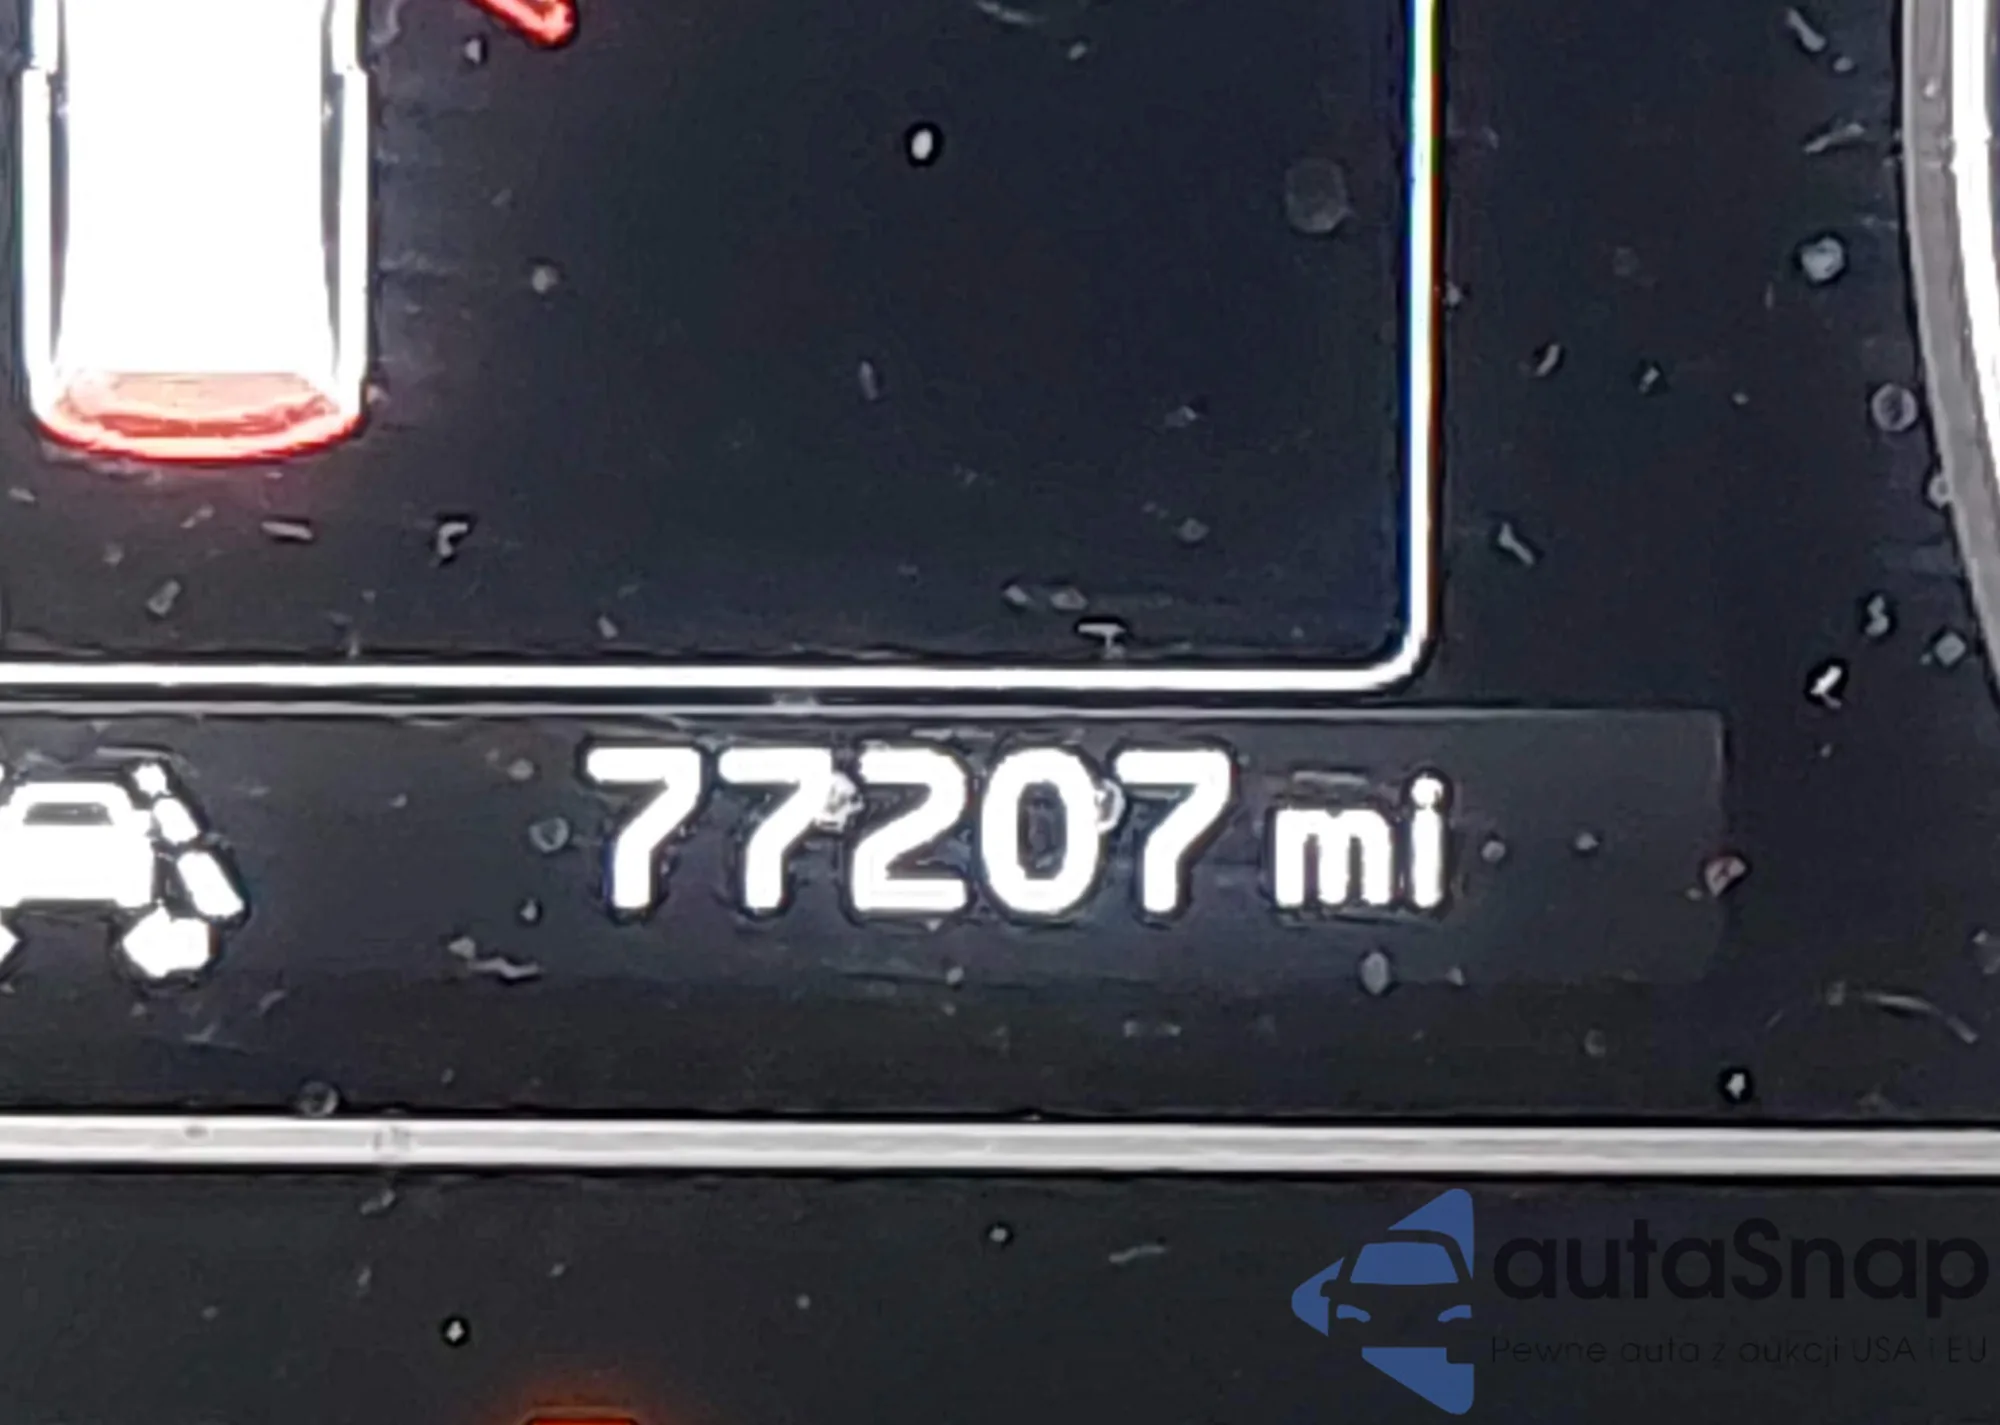 77207 mi
autaSnap
Pewne auta z aukcji USA i EU